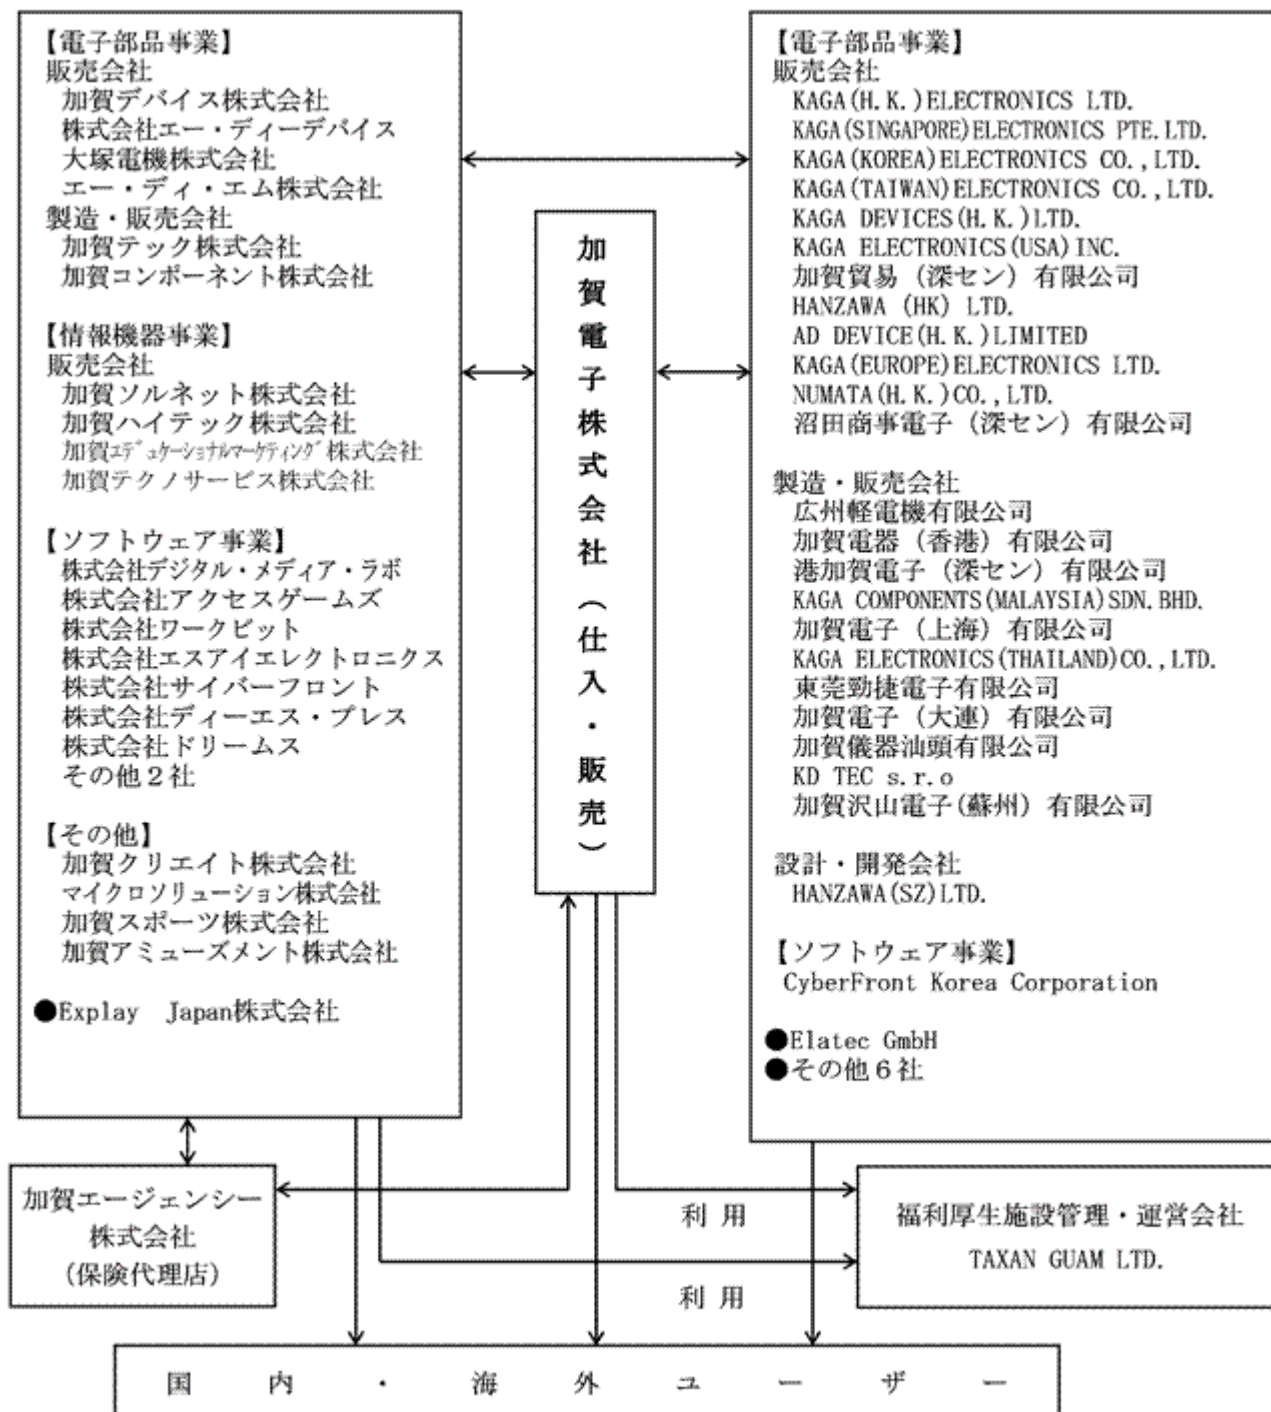 【電子部品事業】
販売会社
加賀デバイス株式会社
株式会社エー・ディーデバイス
大塚電機株式会社
エー・ディ・エム株式会社
製造・販売会社
加賀テック株式会社
加賀コンポーネント株式会社
【情報機器事業】
販売会社
加賀ソルネット株式会社
加賀ハイテック株式会社
加賀ｴﾃﾞｭｹｰｼｮﾅﾙﾏｰｹﾃｨﾝｸﾞ株式会社
加賀テクノサービス株式会社
【ソフトウェア事業】
株式会社デジタル・メディア・ラボ
株式会社アクセスゲームズ
株式会社ワークビット
株式会社エスアイエレクトロニクス
株式会社サイバーフロント
株式会社ディーエス・プレス
株式会社ドリームス
その他２社
【その他】
加賀クリエイト株式会社
マイクロソリューション株式会社
加賀スポーツ株式会社
加賀アミューズメント株式会社
●Explay　Japan株式会社
加賀電子株式会社（仕入・販売）
【電子部品事業】
販売会社
KAGA(H.K.)ELECTRONICS LTD.
KAGA(SINGAPORE)ELECTRONICS PTE.LTD.
KAGA(KOREA)ELECTRONICS CO.,LTD.
KAGA(TAIWAN)ELECTRONICS CO.,LTD.
KAGA DEVICES(H.K.)LTD.
KAGA ELECTRONICS(USA)INC.
加賀貿易（深セン）有限公司
HANZAWA (HK) LTD.
AD DEVICE(H.K.)LIMITED
KAGA(EUROPE)ELECTRONICS LTD.
NUMATA(H.K.)CO.,LTD.
沼田商事電子（深セン）有限公司
製造・販売会社
広州軽電機有限公司
加賀電器（香港）有限公司
港加賀電子（深セン）有限公司
KAGA COMPONENTS(MALAYSIA)SDN.BHD.
加賀電子（上海）有限公司
KAGA ELECTRONICS(THAILAND)CO.,LTD.
東莞勁捷電子有限公司
加賀電子（大連）有限公司
加賀儀器汕頭有限公司
KD TEC s.r.o
加賀沢山電子(蘇州）有限公司
設計・開発会社
HANZAWA(SZ)LTD.
【ソフトウェア事業】
CyberFront Korea Corporation
●Elatec GmbH
●その他６社
加賀エージェンシー
株式会社
（保険代理店）
利 用
利 用
福利厚生施設管理・運営会社
TAXAN GUAM LTD.
国 内 ・ 海 外 ユ ー ザ ー